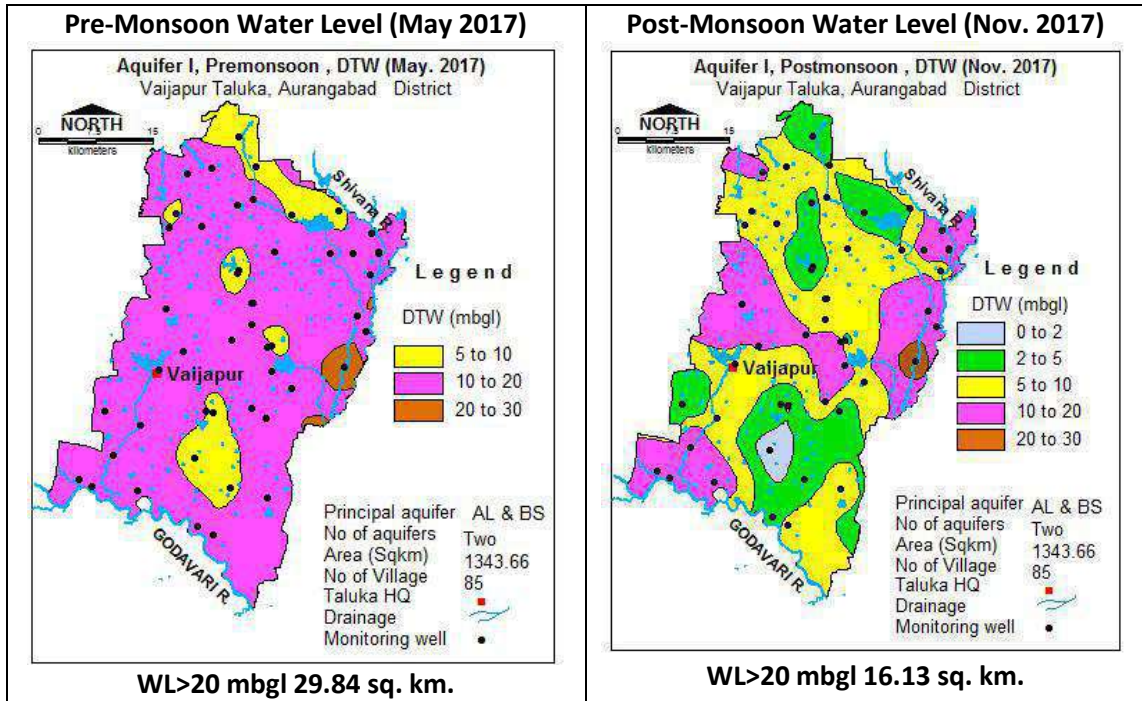 Pre-Monsoon Water Level (May 2017)
Aquifer I, Premonsoon , DTW (May. 2017)
Vaijapur Taluka, Aurangabad District
NORTH
0 7.5 15
kilometers
Shivana R.
Legend
DTW (mbgl)
5 to 10
10 to 20
20 to 30
Vaijapur
GODAVARI R.
Principal aquifer AL & BS
No of aquifers Two
Area (Sqkm) 1343.66
No of Village 85
Taluka HQ
Drainage
Monitoring well
WL>20 mbgl 29.84 sq. km.
Post-Monsoon Water Level (Nov. 2017)
Aquifer I, Postmonsoon , DTW (Nov. 2017)
Vaijapur Taluka, Aurangabad District
NORTH
0 7.5 15
kilometers
Shivana R.
Legend
DTW (mbgl)
0 to 2
2 to 5
5 to 10
10 to 20
20 to 30
Vaijapur
GODAVARI R.
Principal aquifer AL & BS
No of aquifers Two
Area (Sqkm) 1343.66
No of Village 85
Taluka HQ
Drainage
Monitoring well
WL>20 mbgl 16.13 sq. km.